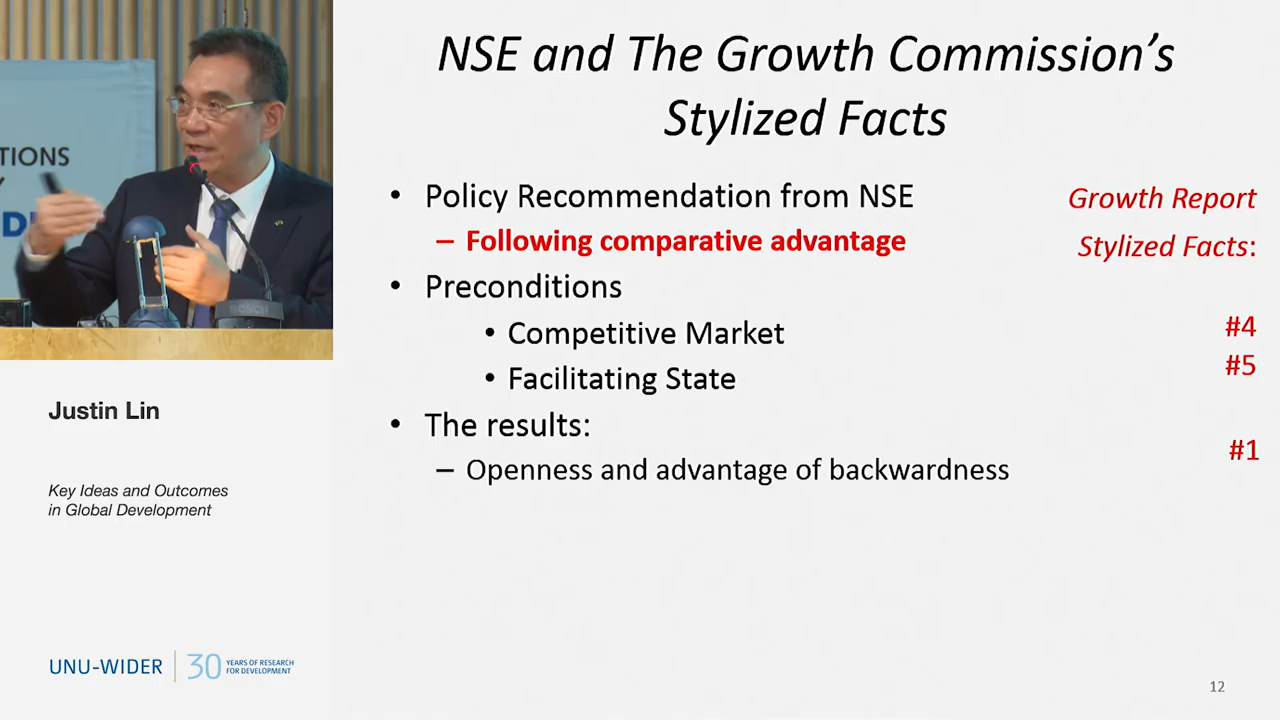 NSE and The Growth Commission's
Stylized Facts
• Policy Recommendation from NSE
– Following comparative advantage
• Preconditions
• Competitive Market
• Facilitating State
• The results:
– Openness and advantage of backwardness
Growth Report
Stylized Facts:
#4
#5
#1
TIONS
BOSCH
Justin Lin
Key Ideas and Outcomes
in Global Development
UNU-WIDER
30 YEARS OF RESEARCH
FOR DEVELOPMENT
12